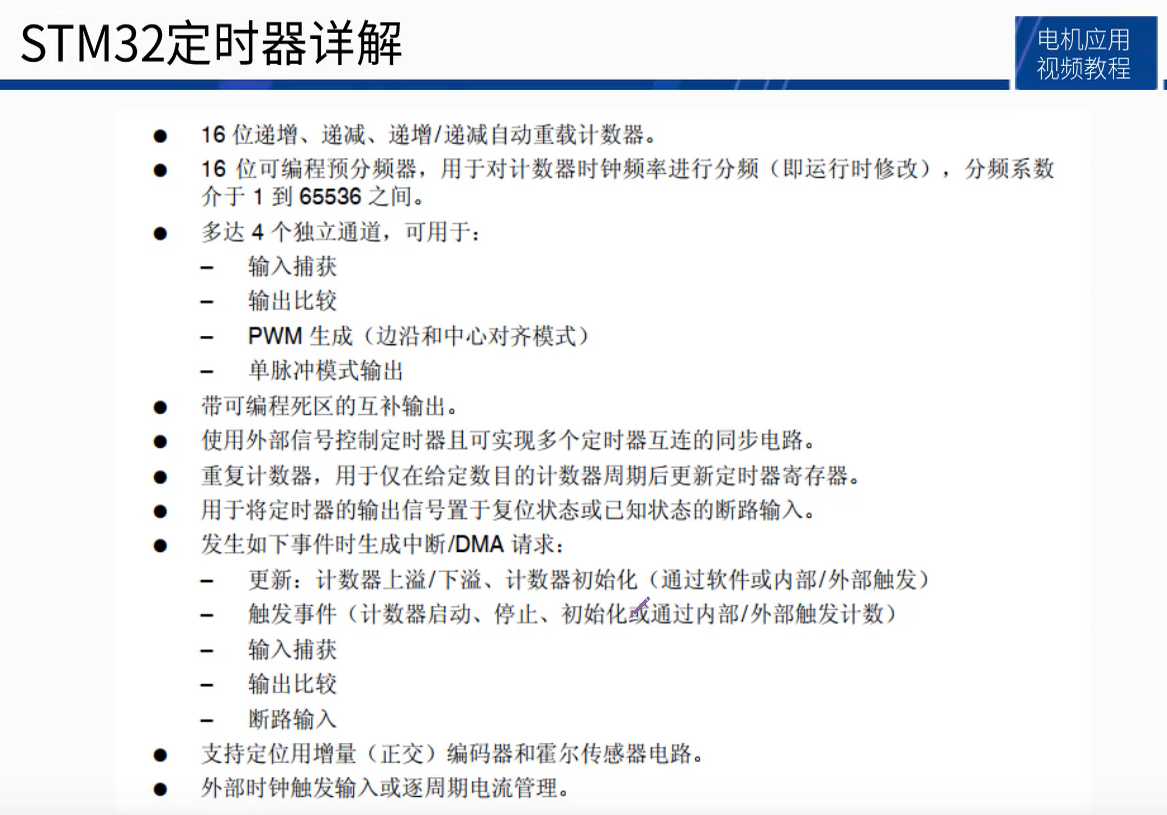 STM32定时器详解
电机应用
视频教程
● 16 位递增、递减、递增/递减自动重载计数器。
● 16 位可编程预分频器，用于对计数器时钟频率进行分频（即运行时修改），分频系数
介于 1 到 65536 之间。
● 多达 4 个独立通道，可用于：
– 输入捕获
– 输出比较
– PWM 生成（边沿和中心对齐模式）
– 单脉冲模式输出
● 带可编程死区的互补输出。
● 使用外部信号控制定时器且可实现多个定时器互连的同步电路。
● 重复计数器，用于仅在给定数目的计数器周期后更新定时器寄存器。
● 用于将定时器的输出信号置于复位状态或已知状态的断路输入。
● 发生如下事件时生成中断/DMA 请求：
– 更新：计数器上溢/下溢、计数器初始化（通过软件或内部/外部触发）
– 触发事件（计数器启动、停止、初始化或通过内部/外部触发计数）
– 输入捕获
– 输出比较
– 断路输入
● 支持定位用增量（正交）编码器和霍尔传感器电路。
● 外部时钟触发输入或逐周期电流管理。